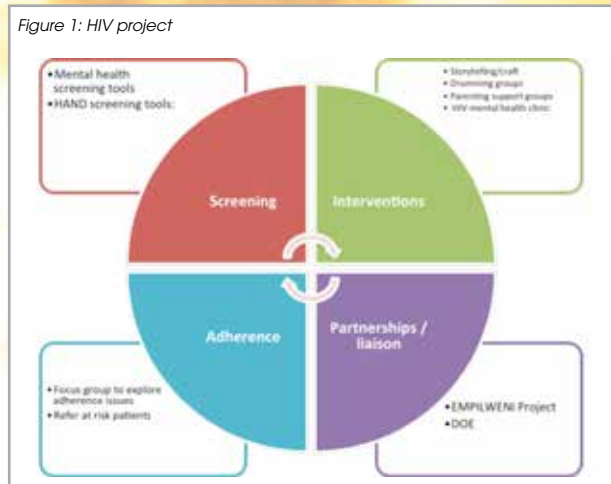 Figure 1: HIV project
•Mental health
screening tools
•HAND screening tools:
• Storytelling/craft
• Drumming groups
• Parenting support groups
• HIV mental health clinic
Screening
Interventions
Adherence
Partnerships /
liaison
•Focus group to explore
adherence issues
•Refer at risk patients
•EMPILWENI Project
•DOE